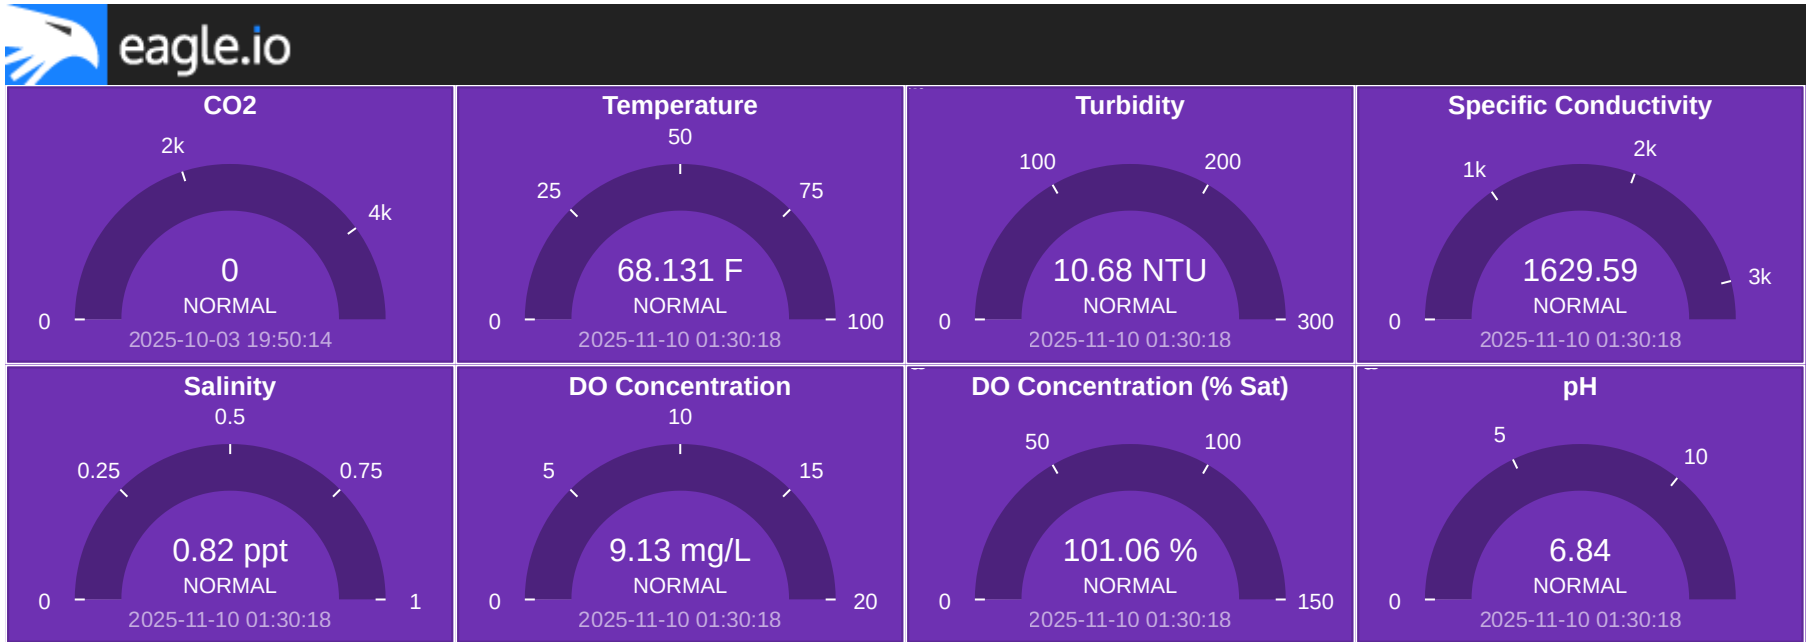 eagle.io
CO2
2k
4k
0
0
NORMAL
2025-10-03 19:50:14
Temperature
50
25
75
68.131 F
NORMAL
0
100
2025-11-10 01:30:18
Turbidity
100
200
10.68 NTU
NORMAL
0
300
2025-11-10 01:30:18
Specific Conductivity
2k
1k
1629.59
3k
NORMAL
0
2025-11-10 01:30:18
Salinity
0.5
0.25
0.75
0.82 ppt
NORMAL
0
1
2025-11-10 01:30:18
DO Concentration
10
5
15
9.13 mg/L
NORMAL
0
20
2025-11-10 01:30:18
DO Concentration (% Sat)
50
100
101.06 %
NORMAL
0
150
2025-11-10 01:30:18
pH
5
10
6.84
NORMAL
0
2025-11-10 01:30:18